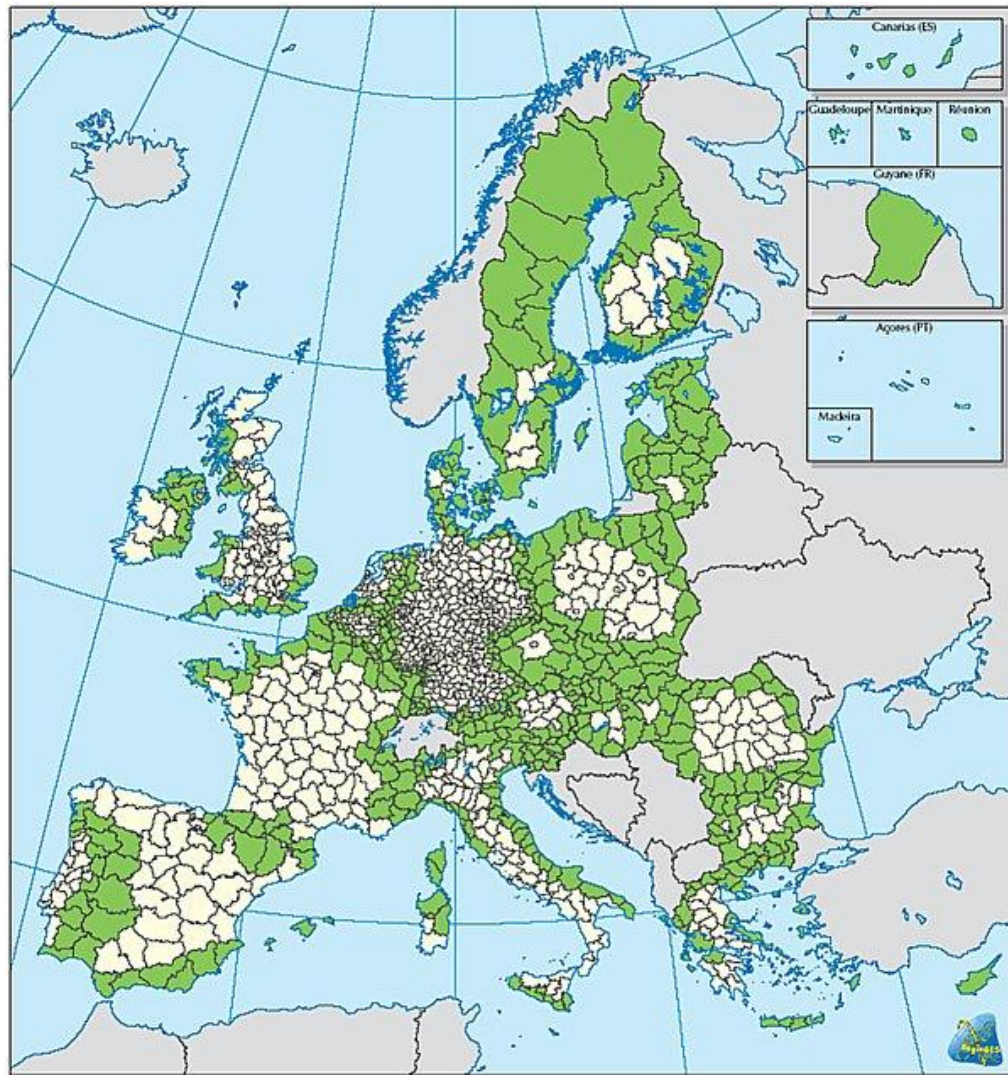 Canarias (ES)
Guadeloupe
Martinique
Réunion
Guyane (FR)
Açores (PT)
Madeira